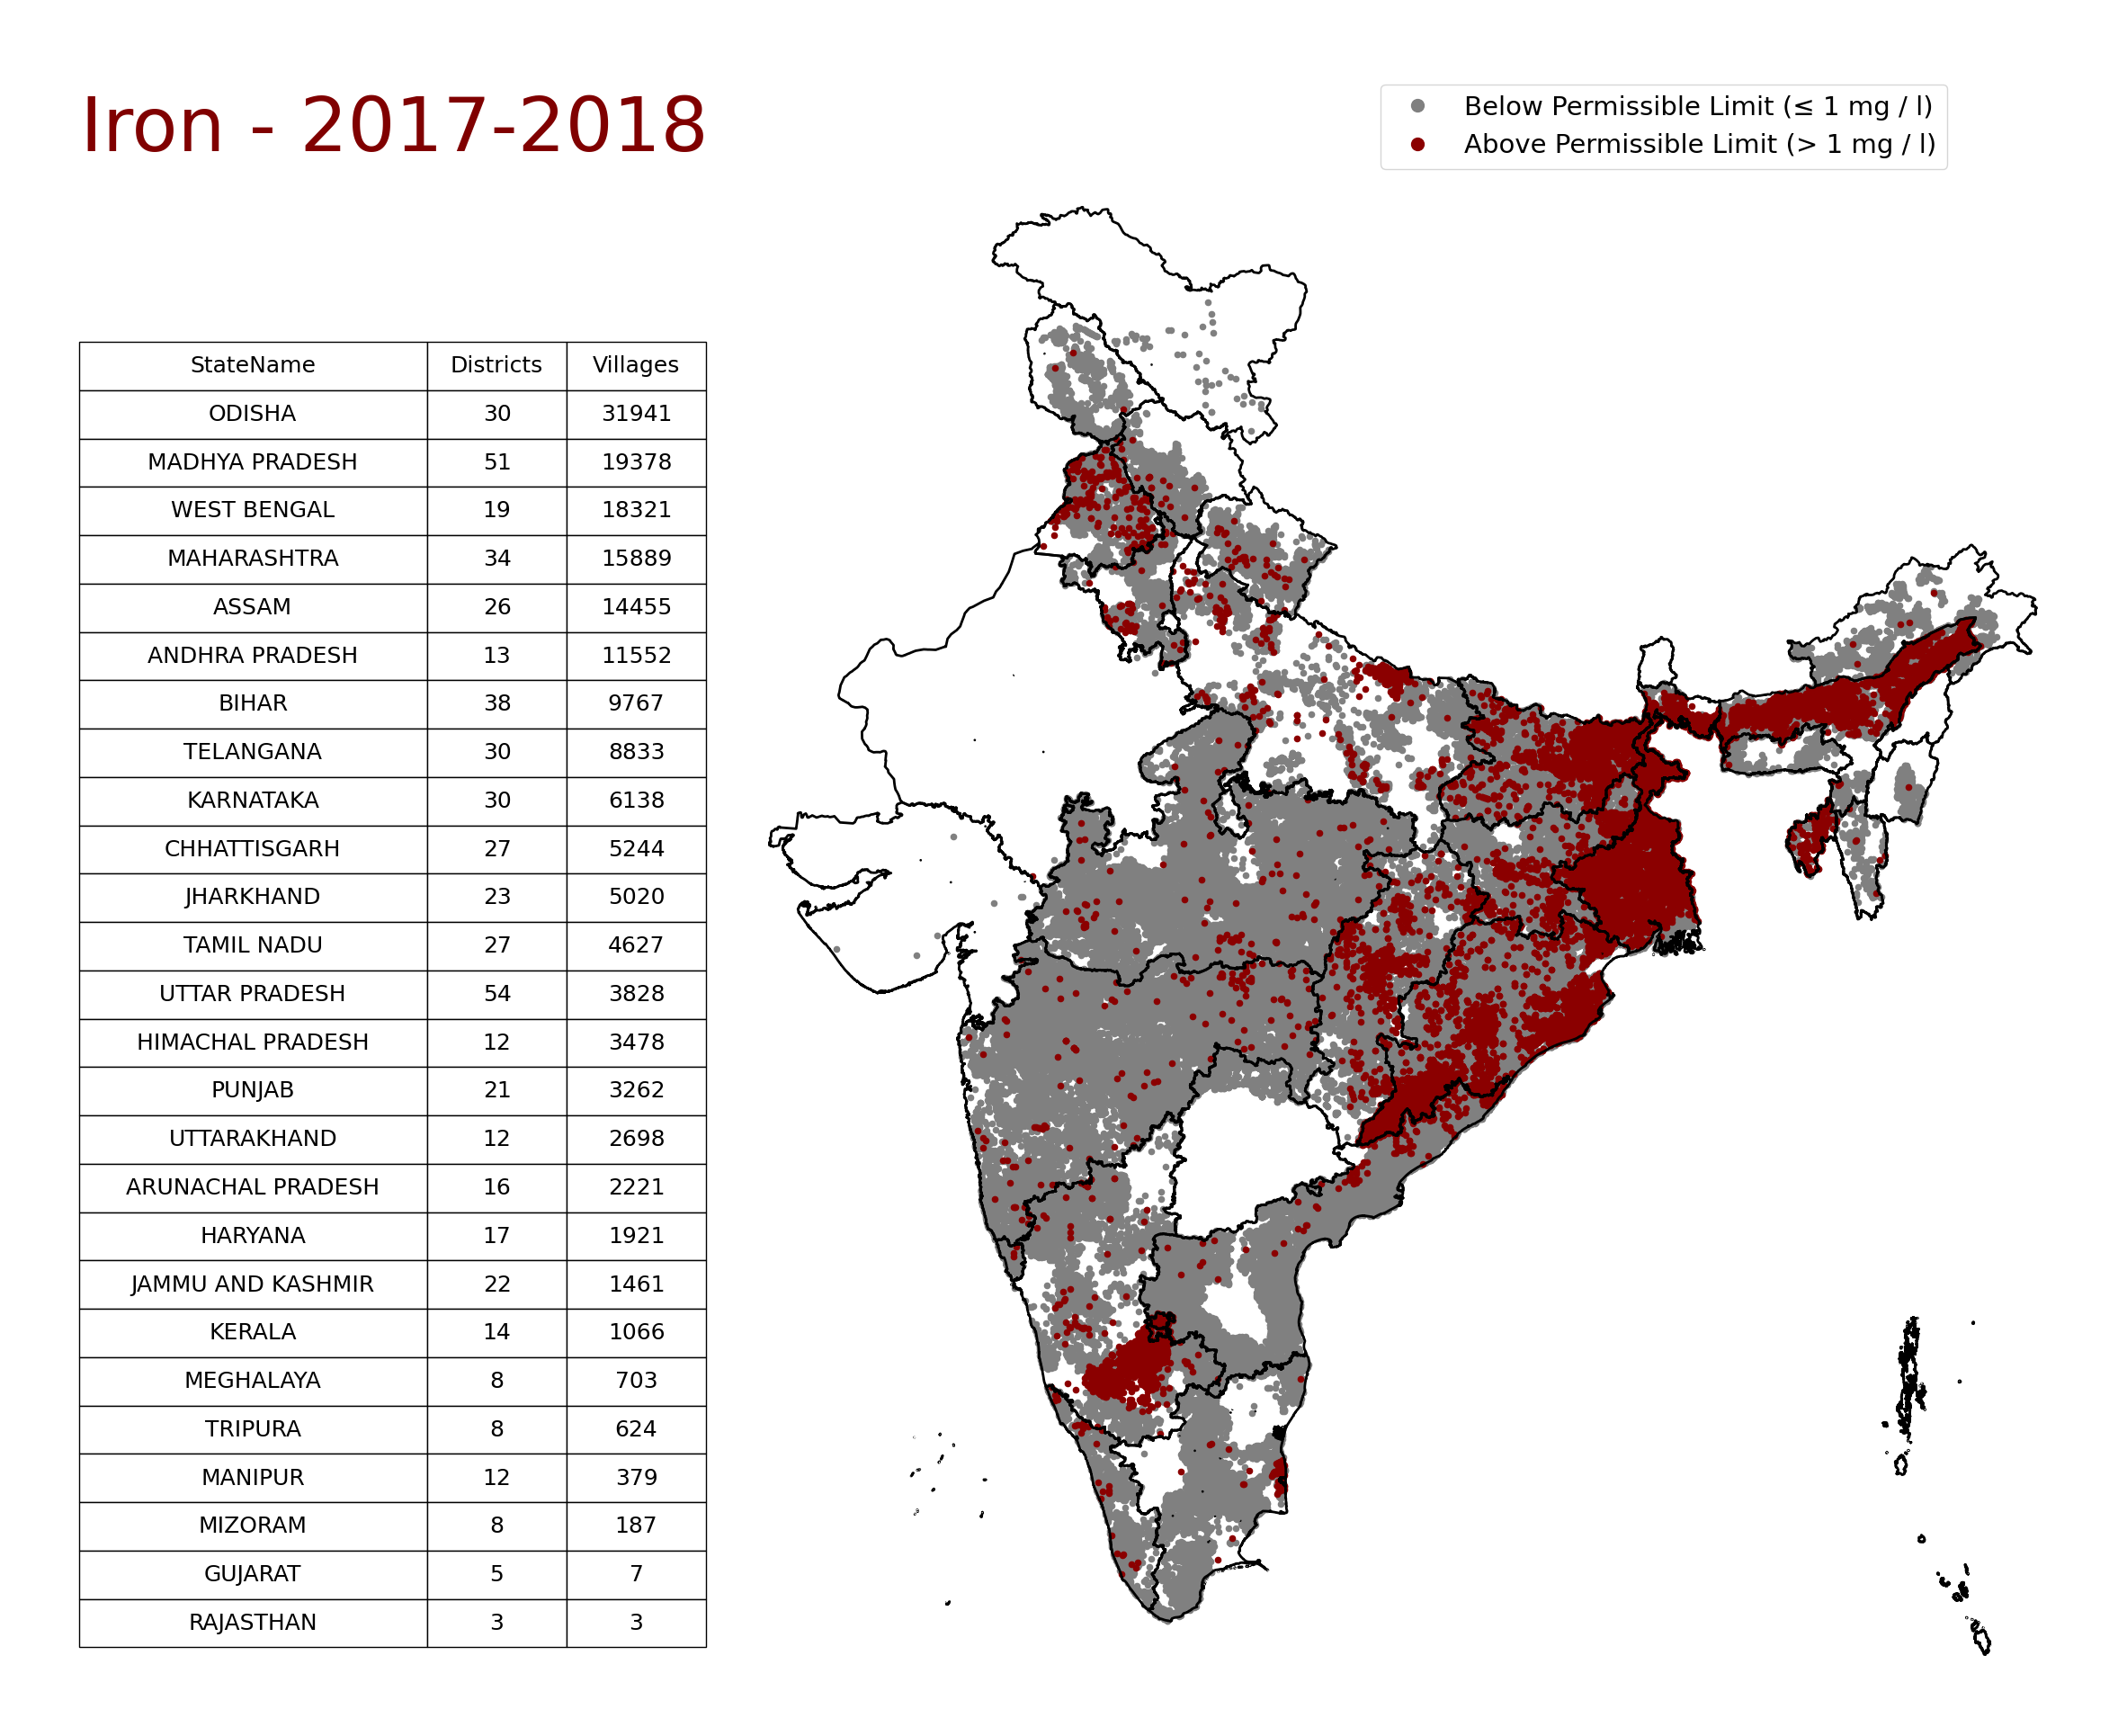 Iron - 2017-2018
Below Permissible Limit (≤ 1 mg / l)
Above Permissible Limit (> 1 mg / l)
StateName Districts Villages
ODISHA 30 31941
MADHYA PRADESH 51 19378
WEST BENGAL 19 18321
MAHARASHTRA 34 15889
ASSAM 26 14455
ANDHRA PRADESH 13 11552
BIHAR 38 9767
TELANGANA 30 8833
KARNATAKA 30 6138
CHHATTISGARH 27 5244
JHARKHAND 23 5020
TAMIL NADU 27 4627
UTTAR PRADESH 54 3828
HIMACHAL PRADESH 12 3478
PUNJAB 21 3262
UTTARAKHAND 12 2698
ARUNACHAL PRADESH 16 2221
HARYANA 17 1921
JAMMU AND KASHMIR 22 1461
KERALA 14 1066
MEGHALAYA 8 703
TRIPURA 8 624
MANIPUR 12 379
MIZORAM 8 187
GUJARAT 5 7
RAJASTHAN 3 3